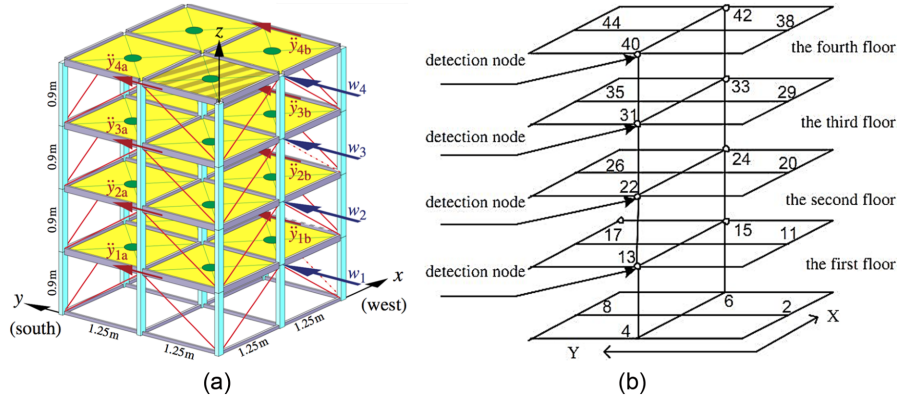 z
ÿ4a
ÿ4b
w4
0.9m
ÿ3a
ÿ3b
w3
0.9m
ÿ2a
ÿ2b
w2
0.9m
ÿ1a
ÿ1b
w1
0.9m
y
(south)
x
(west)
1.25m
1.25m
1.25m
1.25m
(a)
44
42
38
40
the fourth floor
detection node
35
33
29
31
the third floor
detection node
26
24
20
22
the second floor
detection node
17
15
11
13
the first floor
detection node
8
6
2
4
X
Y
(b)